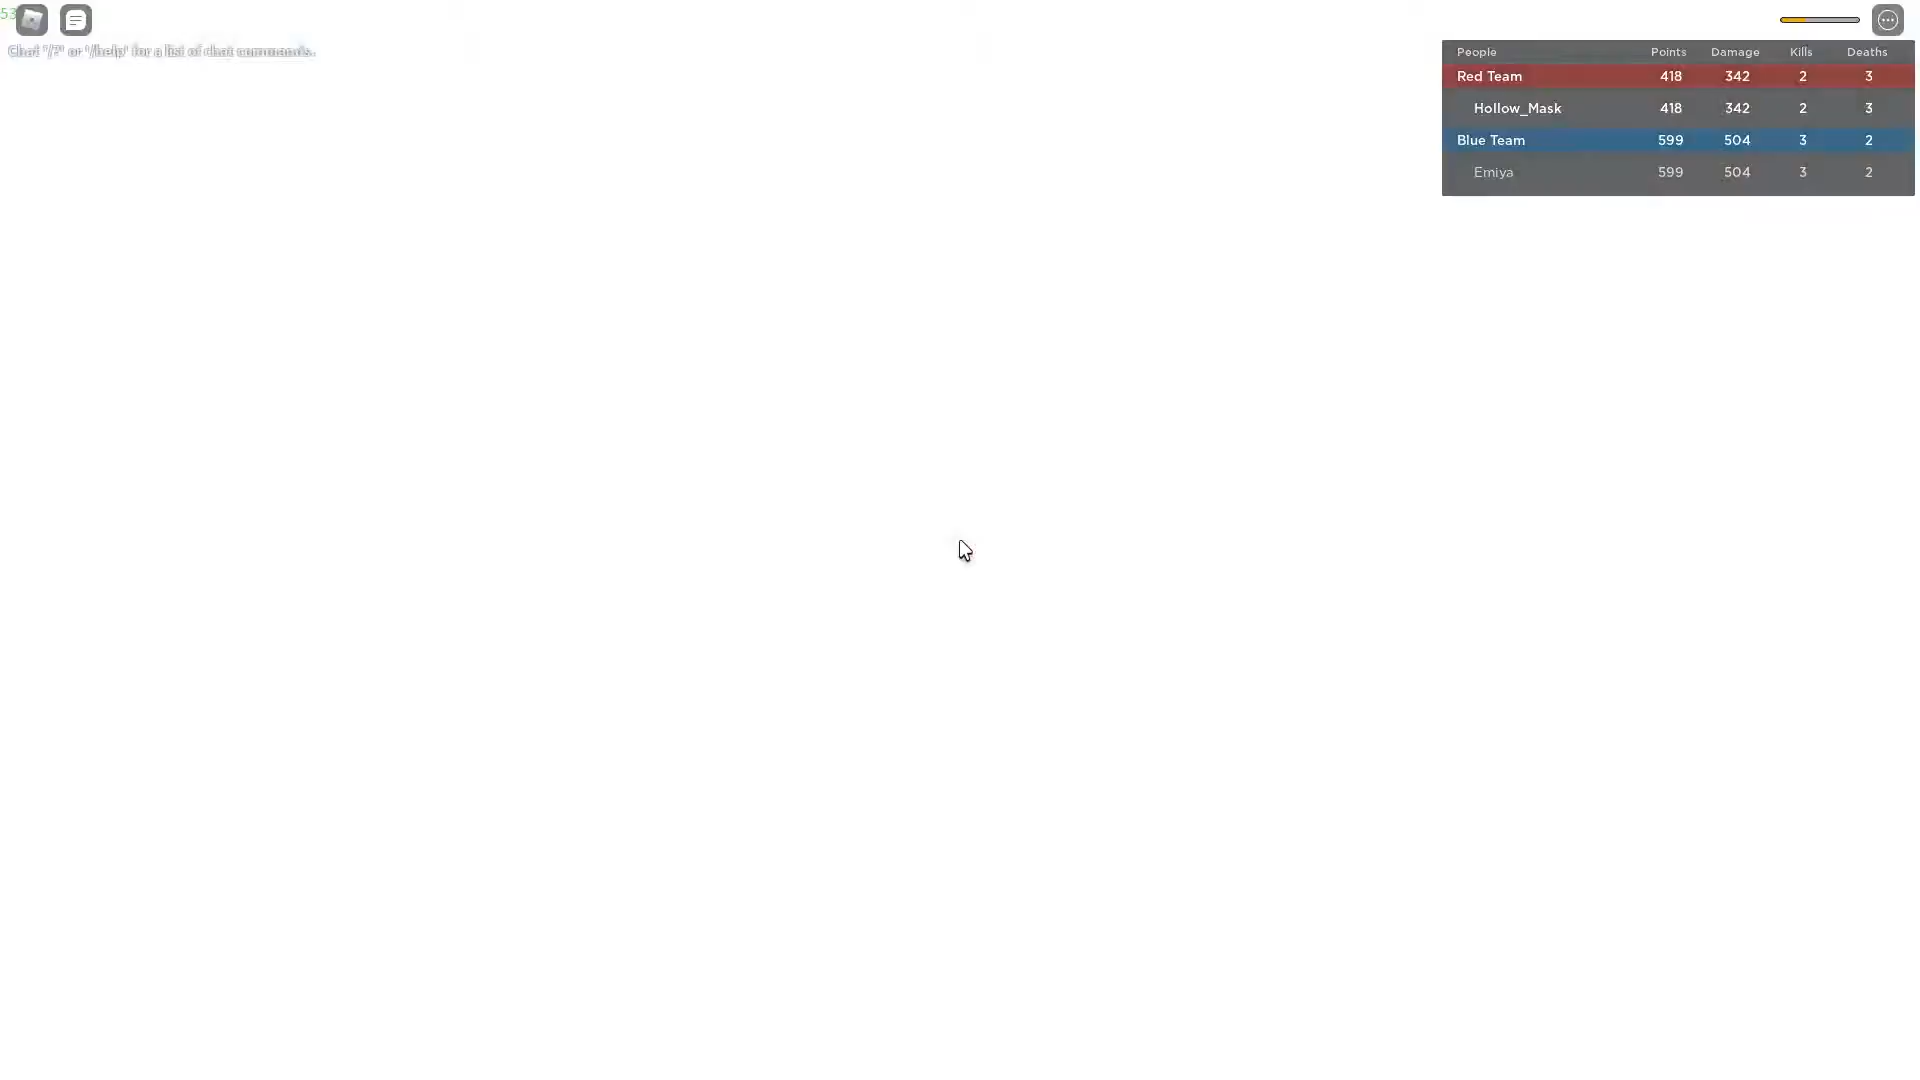 53
Chat '/?' or '/help' for a list of chat commands.
People Points Damage Kills Deaths
Red Team 418 342 2 3
Hollow_Mask 418 342 2 3
Blue Team 599 504 3 2
Emiya 599 504 3 2